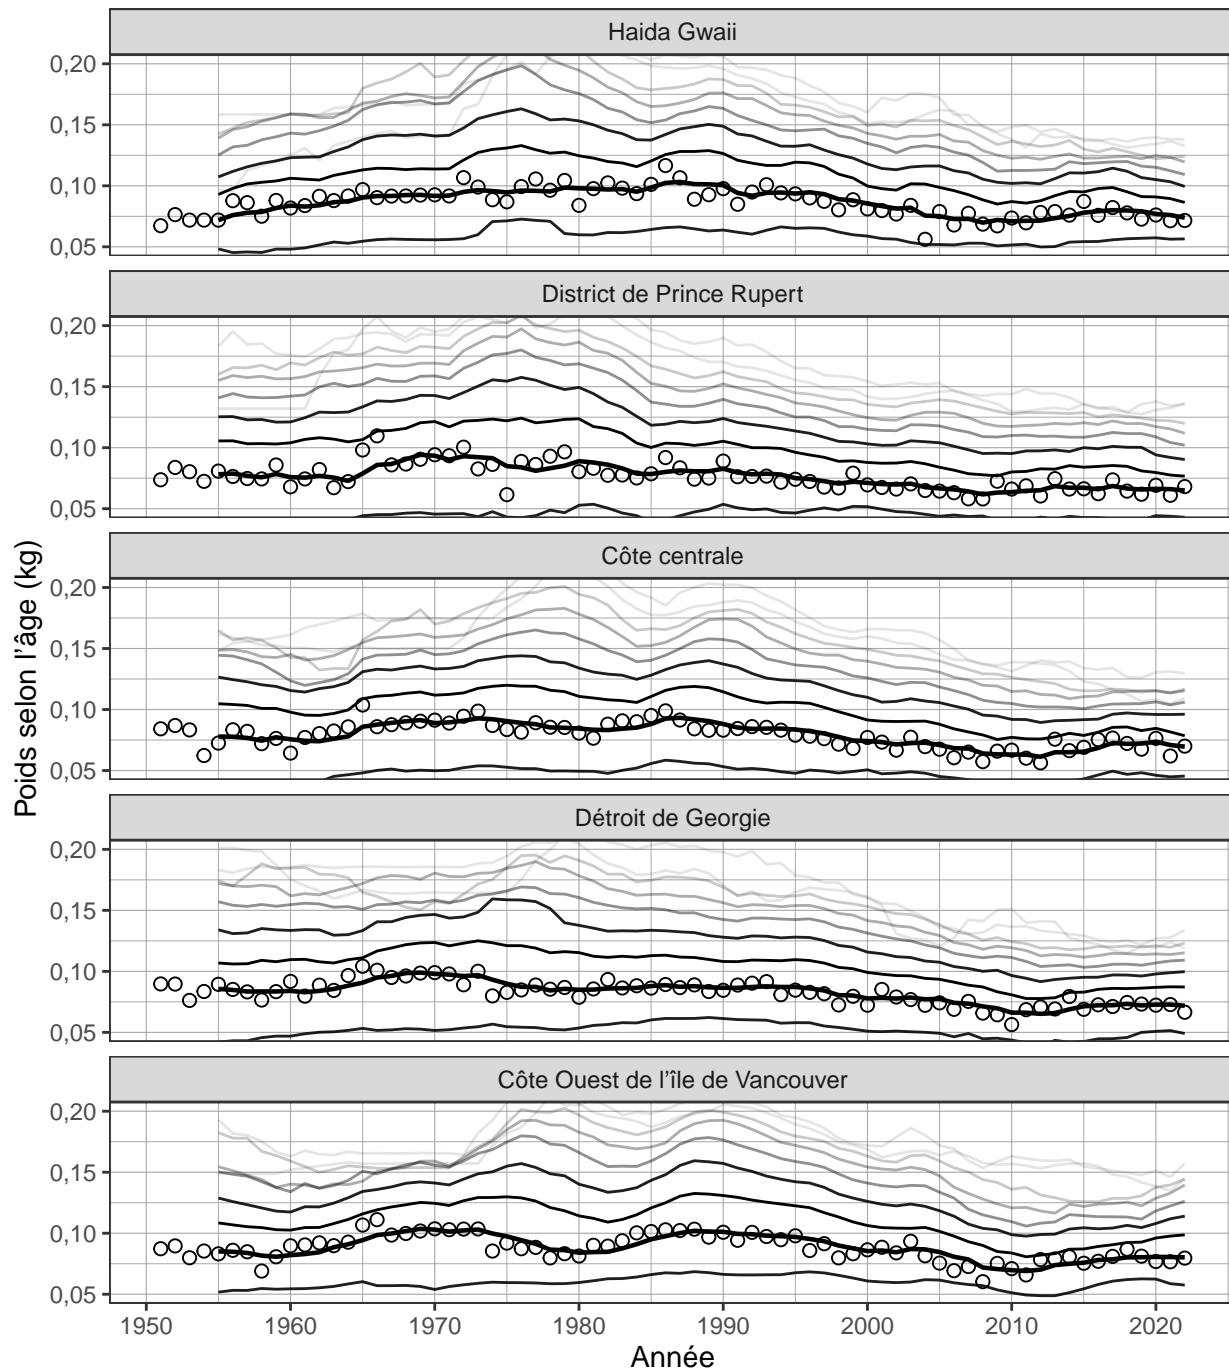 Haida Gwaii
0,20
0,15
0,10
0,05
District de Prince Rupert
0,20
0,15
0,10
0,05
Côte centrale
0,20
0,15
0,10
0,05
Détroit de Georgie
0,20
0,15
0,10
0,05
Côte Ouest de l'île de Vancouver
0,20
0,15
0,10
0,05
Poids selon l'âge (kg)
1950 1960 1970 1980 1990 2000 2010 2020
Année